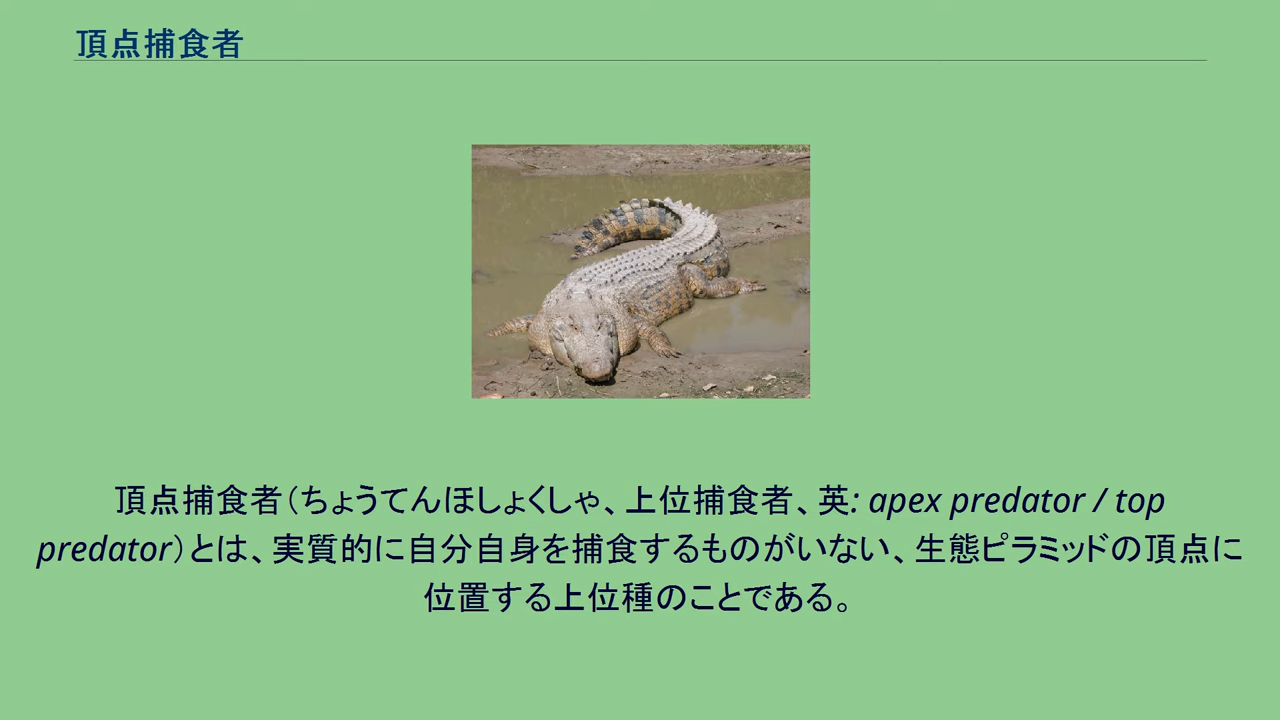 頂点捕食者
頂点捕食者（ちょうてんほしょくしゃ、上位捕食者、英: apex predator / top
predator）とは、実質的に自分自身を捕食するものがいない、生態ピラミッドの頂点に
位置する上位種のことである。